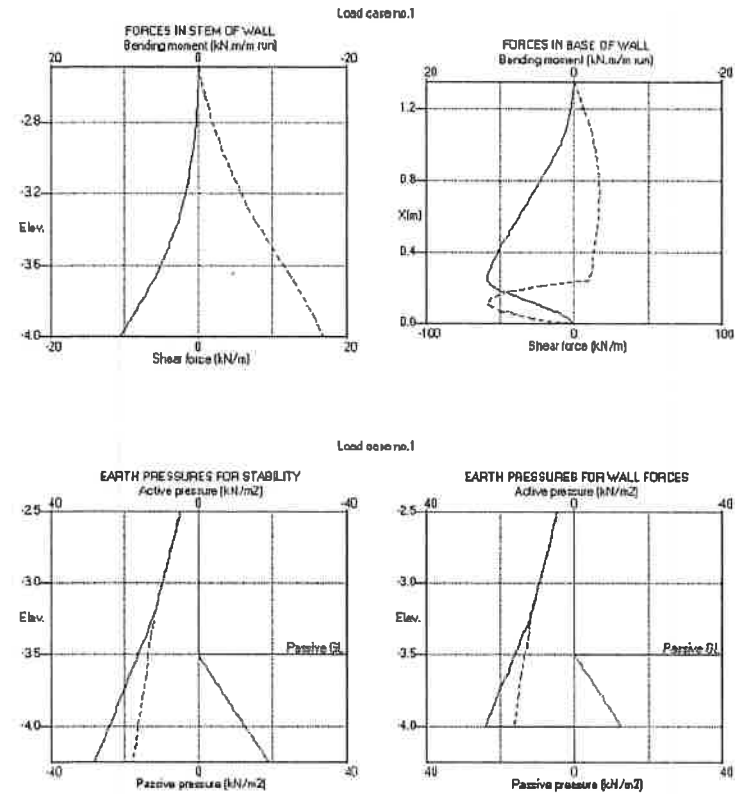 Load case no.1
FORCES IN STEM OF WALL
Bending moment (kN.m/m run)
20 0 -20
-2.8
-3.2
Elev.
-3.6
-4.0
-20 0 20
Shear force (kN/m)
FORCES IN BASE OF WALL
Bending moment (kN.m/m run)
20 0 -20
1.2
0.8
X(m)
0.4
0.0
-100 0 100
Shear force (kN/m)
Load case no.1
EARTH PRESSURES FOR STABILITY
Active pressure (kN/m2)
40 0 -40
-2.5
-3.0
Elev.
-3.5
Passive GL
-4.0
-40 0 40
Passive pressure (kN/m2)
EARTH PRESSURES FOR WALL FORCES
Active pressure (kN/m2)
40 0 -40
-2.5
-3.0
Elev.
-3.5
Passive GL
-4.0
40 0 40
Passive pressure (kN/m2)